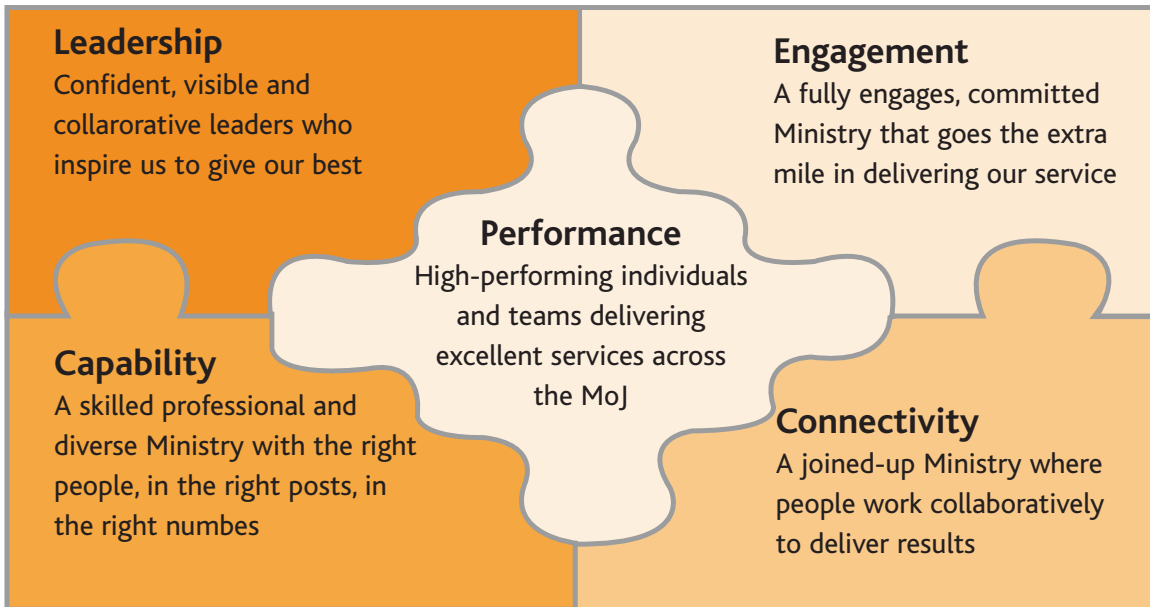 Leadership
Confident, visible and
collarorative leaders who
inspire us to give our best
Engagement
A fully engages, committed
Ministry that goes the extra
mile in delivering our service
Performance
High-performing individuals
and teams delivering
excellent services across
the MoJ
Capability
A skilled professional and
diverse Ministry with the right
people, in the right posts, in
the right numbes
Connectivity
A joined-up Ministry where
people work collaboratively
to deliver results